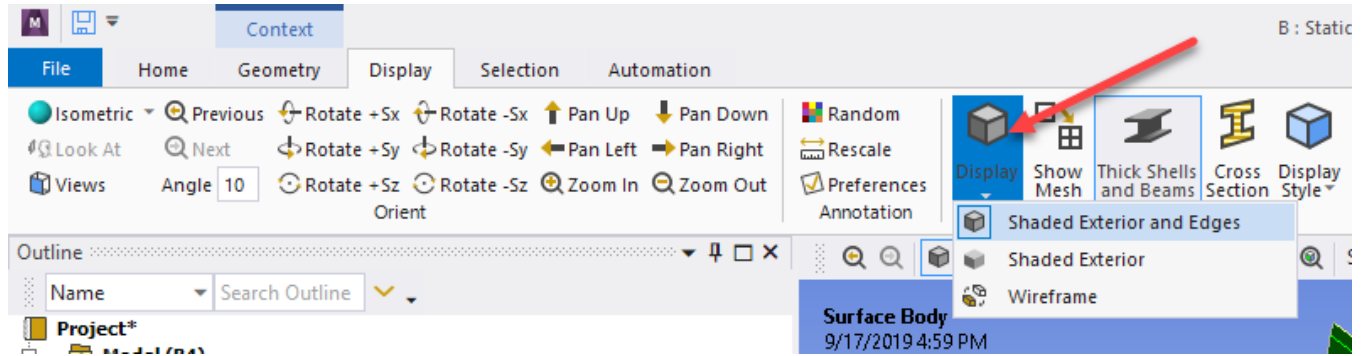 M
Context
B : Static
File Home Geometry Display Selection Automation
Isometric Previous Rotate +Sx Rotate -Sx Pan Up Pan Down Random
Look At Next Rotate +Sy Rotate -Sy Pan Left Pan Right Rescale
Views Angle 10 Rotate +Sz Rotate -Sz Zoom In Zoom Out Preferences
Orient Annotation
Display Show Mesh Thick Shells and Beams Cross Section Display Style
Shaded Exterior and Edges
Shaded Exterior
Wireframe
Outline
Name Search Outline
Project*
Surface Body
9/17/2019 4:59 PM